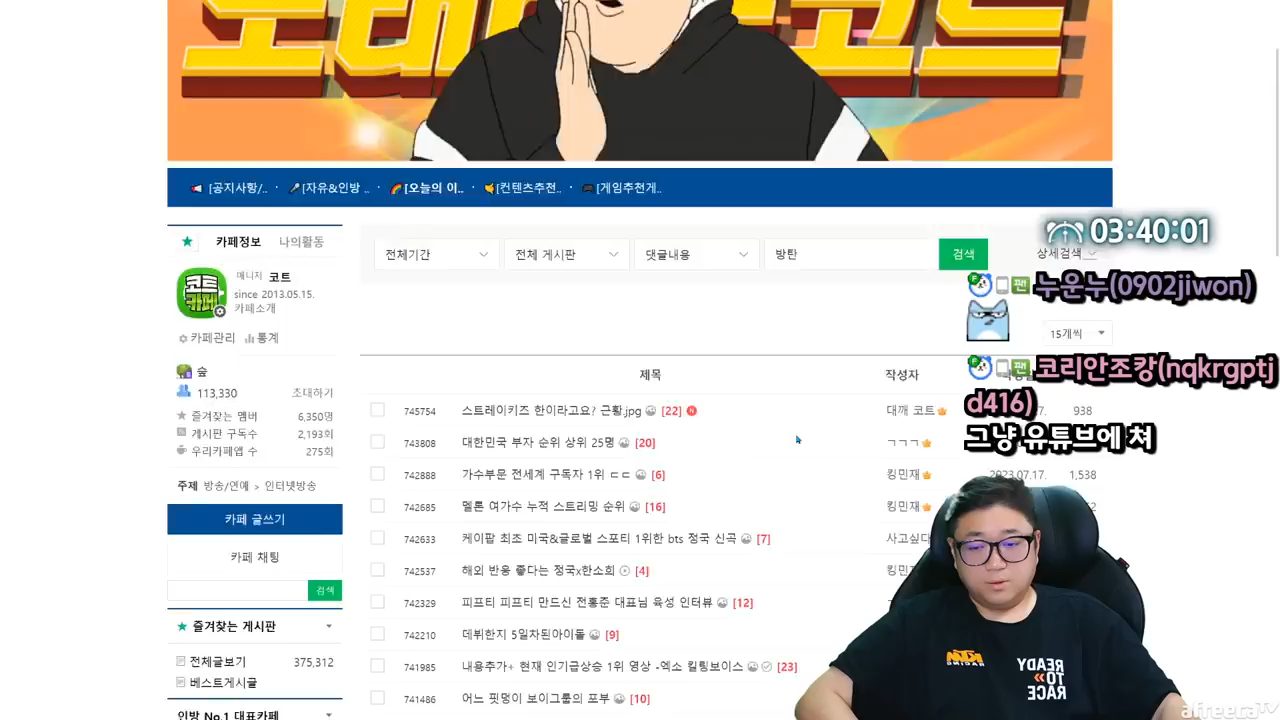 [공지사항/.. · [자유&인방 .. · [오늘의 이.. · [컨텐츠추전.. · [게임추천게..
카페정보 나의활동
매니저 코트
since 2013.05.15.
카페소개
카페관리 통계
숲
113,330 초대하기
즐겨찾는 멤버 6,350명
게시판 구독수 2,193회
우리카페앱 수 275회
주제 방송/연예 > 인터넷방송
카페 글쓰기
카페 채팅
검색
즐겨찾는 게시판
전체글보기 375,312
베스트게시글
인방 No.1 대표카페
전체기간 전체 게시판 댓글내용 방탄 검색 상세검색
15개씩
제목 작성자
745754 스트레이키즈 한이라고요? 근황.jpg [22] 대깨 코트 938
743808 대한민국 부자 순위 상위 25명 [20] ㄱㄱㄱ
742888 가수부문 전세계 구독자 1위 ㄷㄷ [6] 킹민재 2023.07.17. 1,538
742685 멜론 여가수 누적 스트리밍 순위 [16] 킹민재
742633 케이팝 최초 미국&글로벌 스포티 1위한 bts 정국 신곡 [7] 사고싶다
742537 해외 반응 좋다는 정국x한소희 [4] 킹민재
742329 피프티 피프티 만드신 전홍준 대표님 육성 인터뷰 [12]
742210 데뷔한지 5일차된아이돌 [9]
741985 내용추가+ 현재 인기급상승 1위 영상 -엑소 킬링보이스 [23]
741486 어느 핏덩이 보이그룹의 포부 [10]
03:40:01
팬 누운누(0902jiwon)
팬 코리안조캉(nqkrgptj
d416)
그냥 유튜브에 쳐
KTM
RACING
READY
TO
RACE
afreecaTV